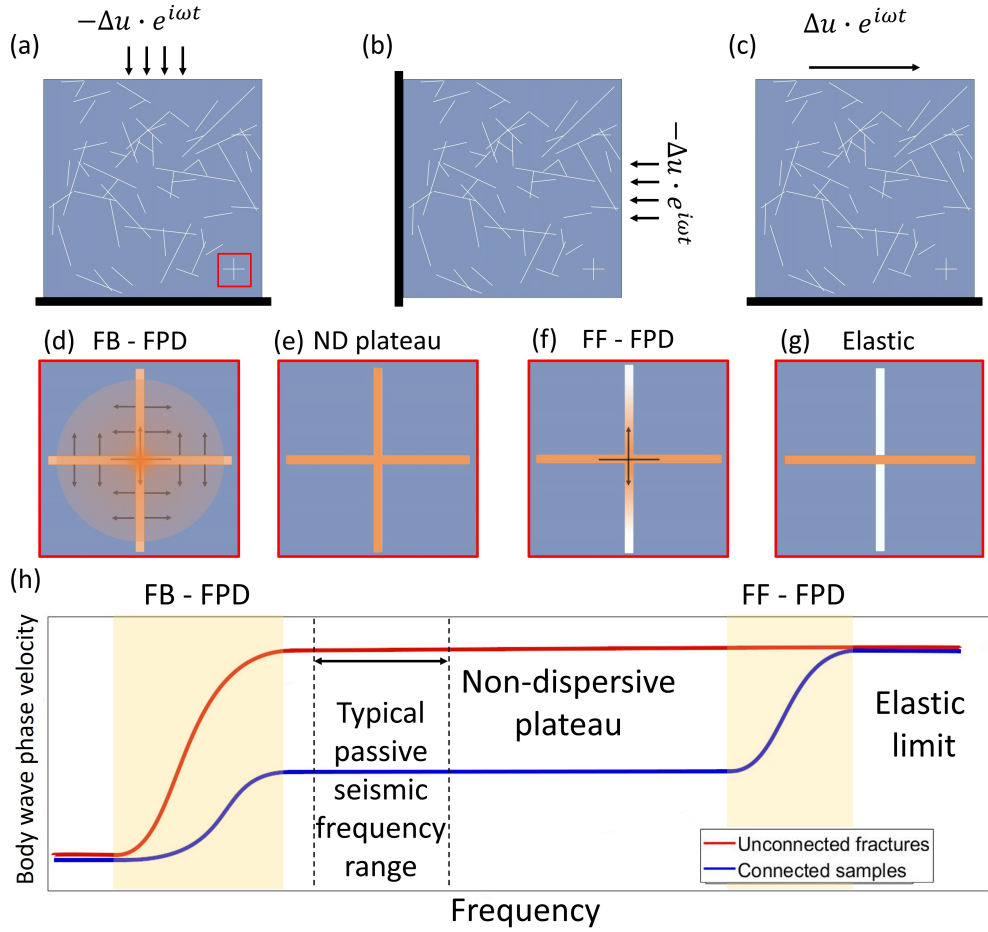 −Δu · e^{iωt}
Δu · e^{iωt}
(a)
(b)
(c)
−Δu · e^{iωt}
(d) FB - FPD
(e) ND plateau
(f) FF - FPD
(g) Elastic
(h)
FB - FPD
FF - FPD
Body wave phase velocity
Typical
passive
seismic
frequency
range
Non-dispersive
plateau
Elastic
limit
Unconnected fractures
Connected samples
Frequency